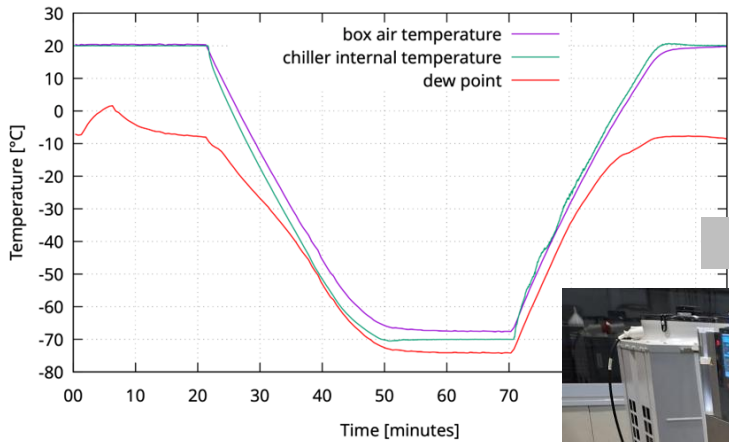 30
20
10
00
-10
-20
-30
-40
-50
-60
-70
-80
Temperature [°C]
box air temperature
chiller internal temperature
dew point
00 10 20 30 40 50 60 70
Time [minutes]